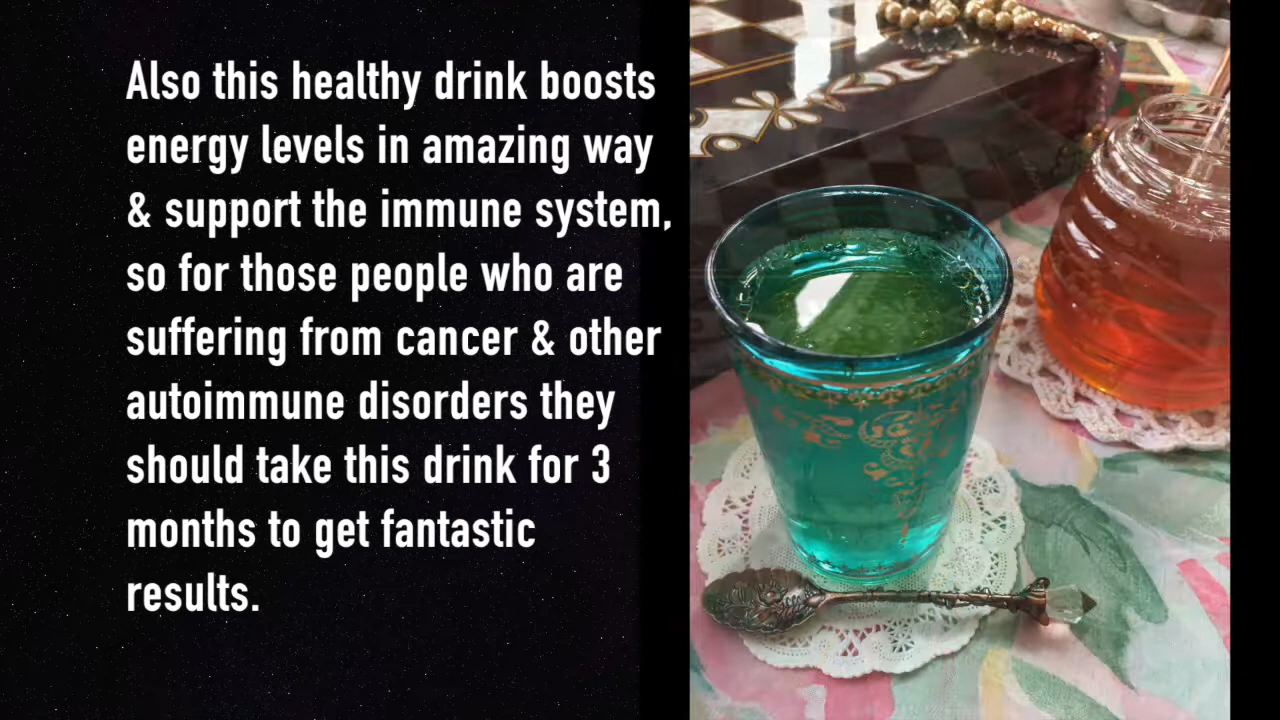 Also this healthy drink boosts
energy levels in amazing way
& support the immune system,
so for those people who are
suffering from cancer & other
autoimmune disorders they
should take this drink for 3
months to get fantastic
results.